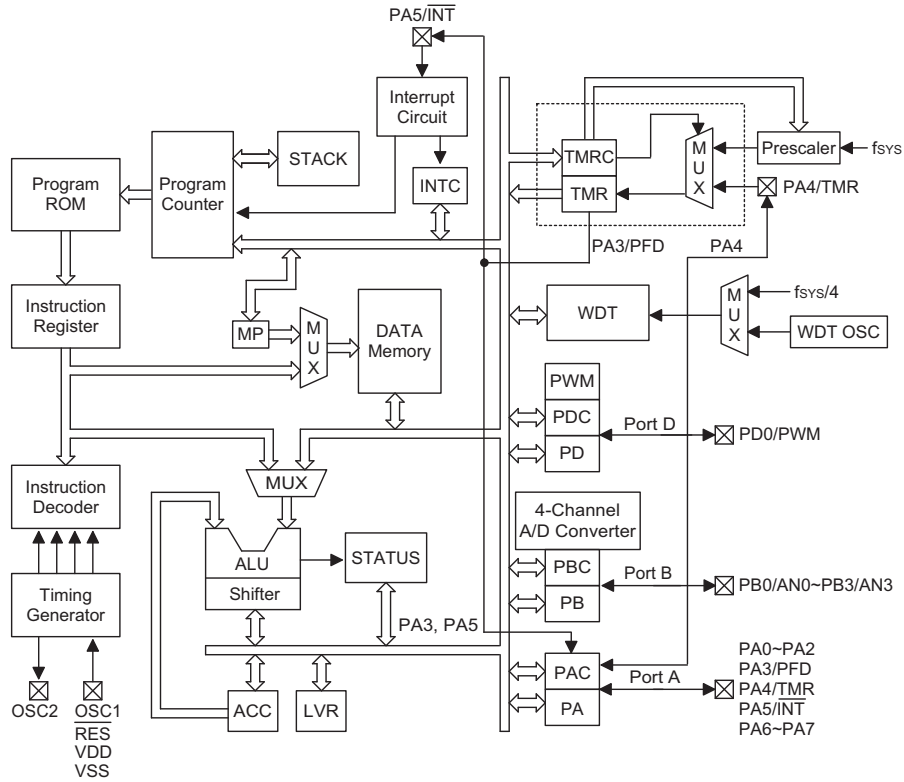 PA5/INT
Interrupt
Circuit
STACK
Program
ROM
Program
Counter
INTC
TMRC
TMR
M
U
X
Prescaler
fSYS
PA4/TMR
PA3/PFD
PA4
Instruction
Register
MP
M
U
X
DATA
Memory
WDT
M
U
X
fSYS/4
WDT OSC
PWM
PDC
PD
Port D
PD0/PWM
MUX
Instruction
Decoder
ALU
Shifter
STATUS
4-Channel
A/D Converter
PBC
PB
Port B
PB0/AN0~PB3/AN3
Timing
Generator
PA3, PA5
PAC
PA
Port A
PA0~PA2
PA3/PFD
PA4/TMR
PA5/INT
PA6~PA7
OSC2
OSC1
RES
VDD
VSS
ACC
LVR